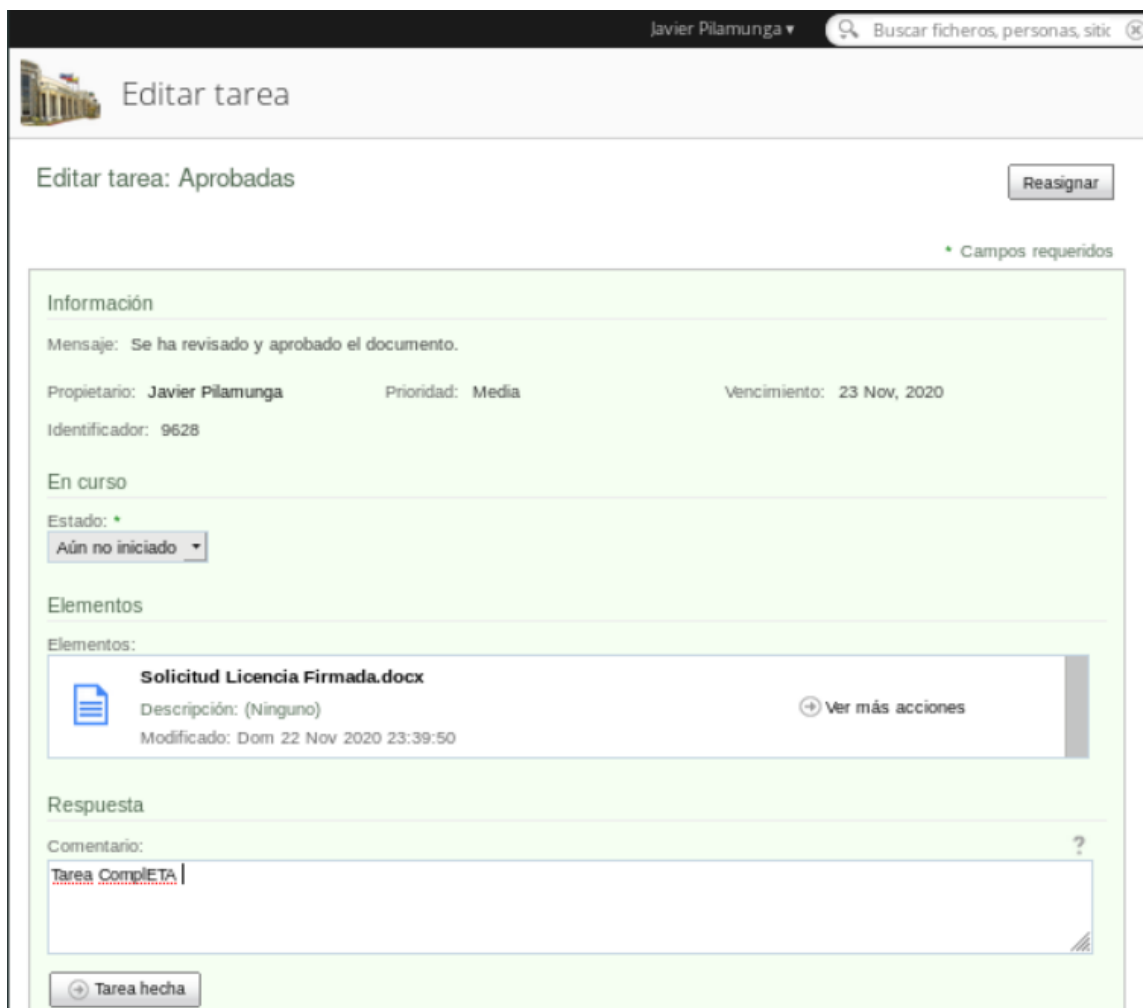 Javier Pilamunga ▾ Buscar ficheros, personas, sitic
Editar tarea
Editar tarea: Aprobadas Reasignar
* Campos requeridos
Información
Mensaje: Se ha revisado y aprobado el documento.
Propietario: Javier Pilamunga Prioridad: Media Vencimiento: 23 Nov, 2020
Identificador: 9628
En curso
Estado: *
Aún no iniciado
Elementos
Elementos:
Solicitud Licencia Firmada.docx
Descripción: (Ninguno) Ver más acciones
Modificado: Dom 22 Nov 2020 23:39:50
Respuesta
Comentario: ?
Tarea ComplETA
Tarea hecha